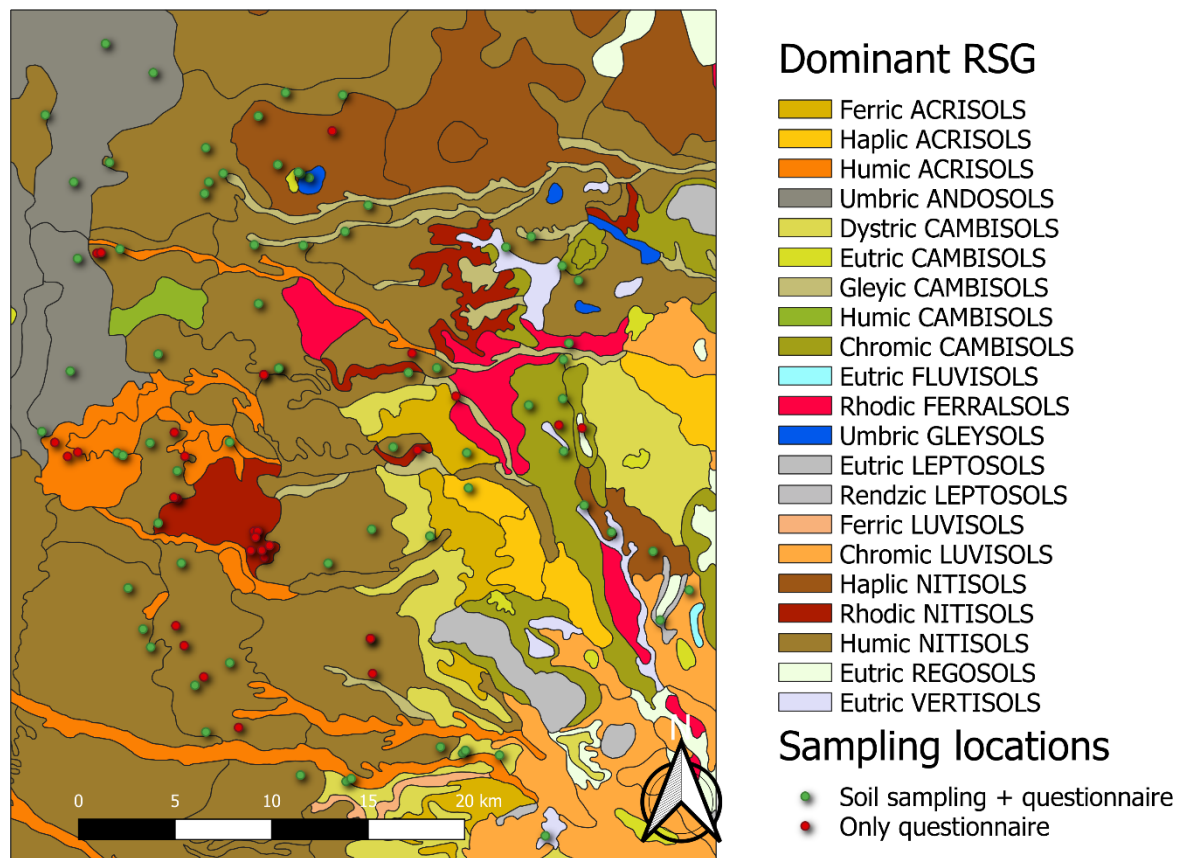 Dominant RSG
Ferric ACRISOLS
Haplic ACRISOLS
Humic ACRISOLS
Umbric ANDOSOLS
Dystric CAMBISOLS
Eutric CAMBISOLS
Gleyic CAMBISOLS
Humic CAMBISOLS
Chromic CAMBISOLS
Eutric FLUVISOLS
Rhodic FERRALSOLS
Umbric GLEYSOLS
Eutric LEPTOSOLS
Rendzic LEPTOSOLS
Ferric LUVISOLS
Chromic LUVISOLS
Haplic NITISOLS
Rhodic NITISOLS
Humic NITISOLS
Eutric REGOSOLS
Eutric VERTISOLS
Sampling locations
Soil sampling + questionnaire
Only questionnaire
N
0 5 10 15 20 km